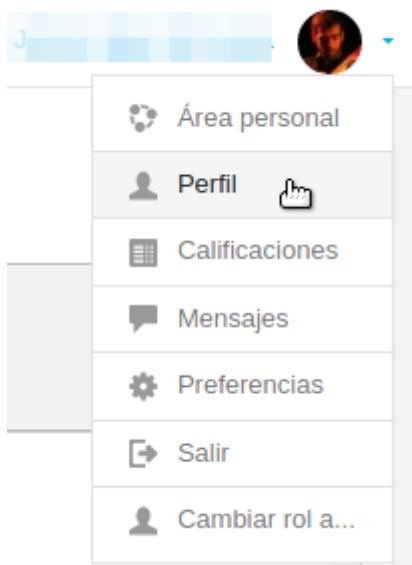 Área personal
Perfil
Calificaciones
Mensajes
Preferencias
Salir
Cambiar rol a...